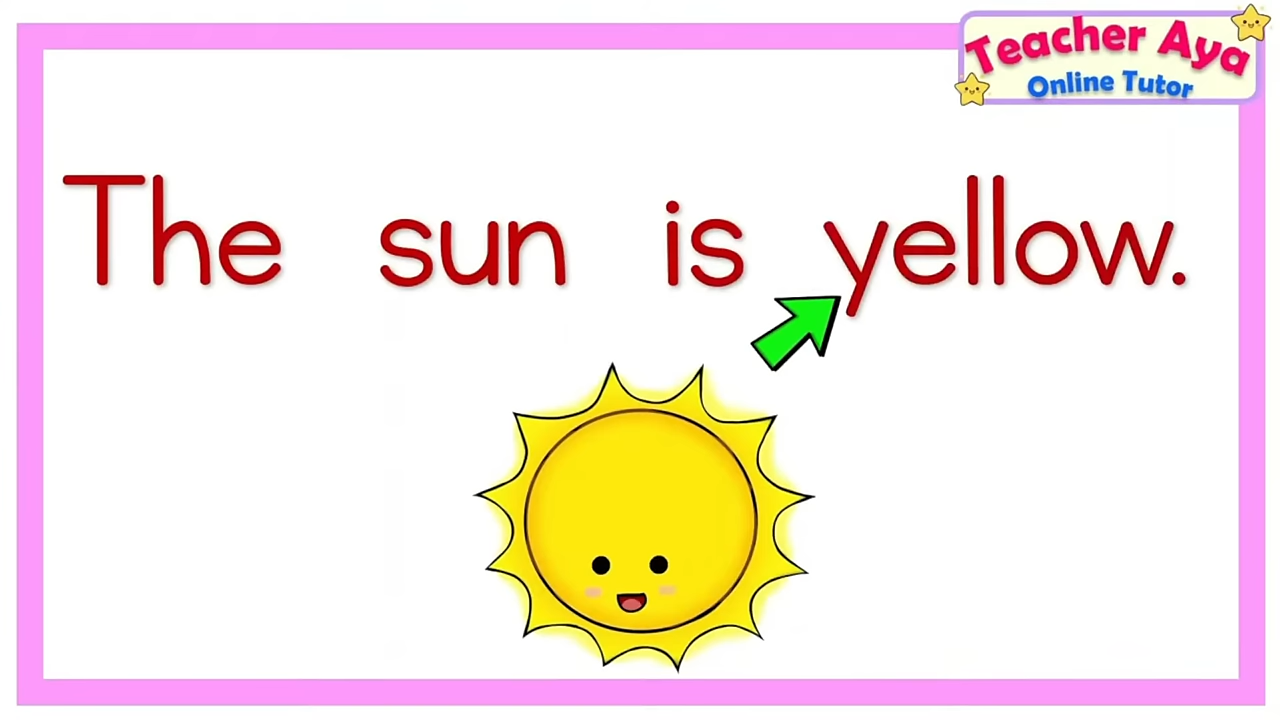 Teacher Aya
Online Tutor
The sun is yellow.